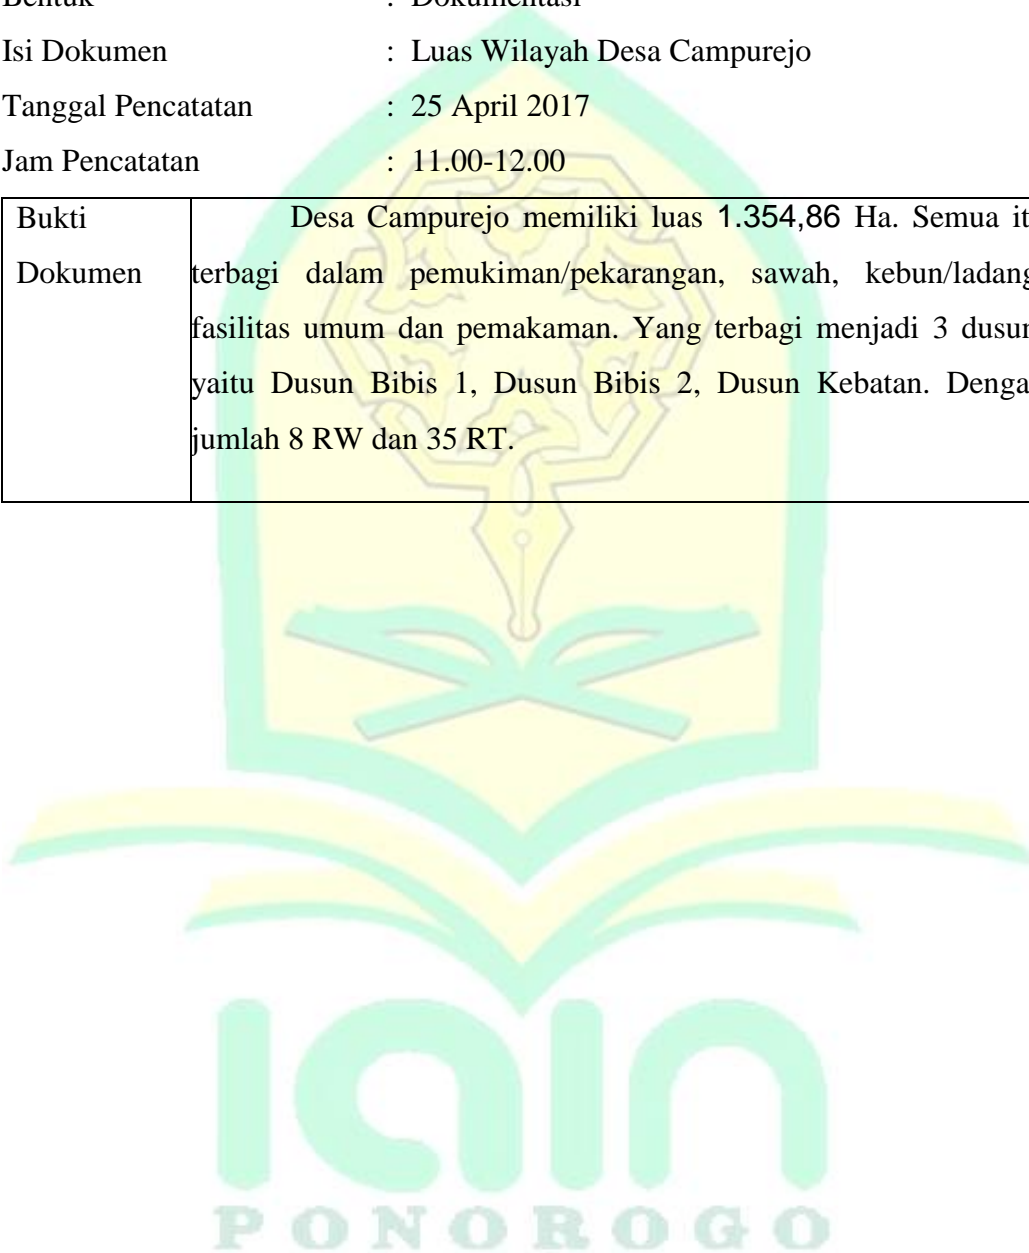 Bentuk : Dokumentasi
Isi Dokumen : Luas Wilayah Desa Campurejo
Tanggal Pencatatan : 25 April 2017
Jam Pencatatan : 11.00-12.00
Bukti Dokumen
Desa Campurejo memiliki luas 1.354,86 Ha. Semua it
terbagi dalam pemukiman/pekarangan, sawah, kebun/ladang
fasilitas umum dan pemakaman. Yang terbagi menjadi 3 dusun
yaitu Dusun Bibis 1, Dusun Bibis 2, Dusun Kebatan. Denga
jumlah 8 RW dan 35 RT.
iain
PONOROGO